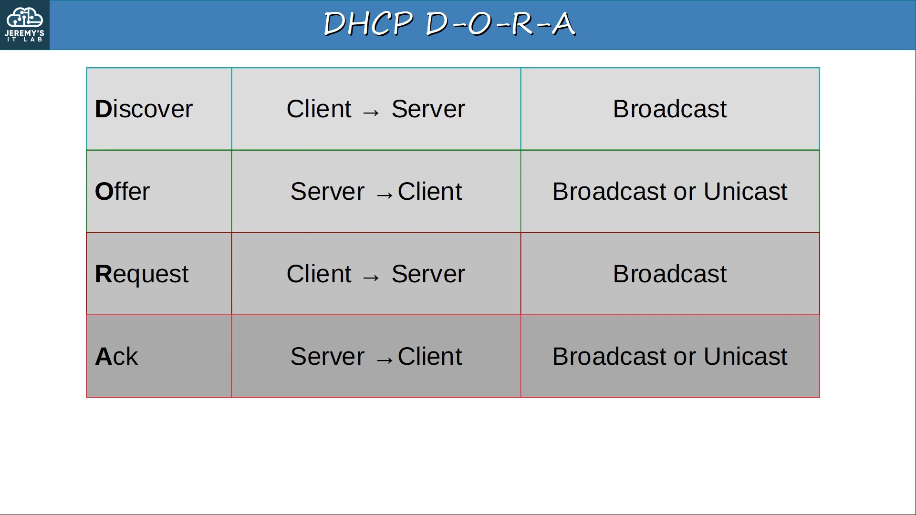 JEREMY'S
IT LAB
DHCP D-O-R-A
Discover Client → Server Broadcast
Offer Server →Client Broadcast or Unicast
Request Client → Server Broadcast
Ack Server →Client Broadcast or Unicast